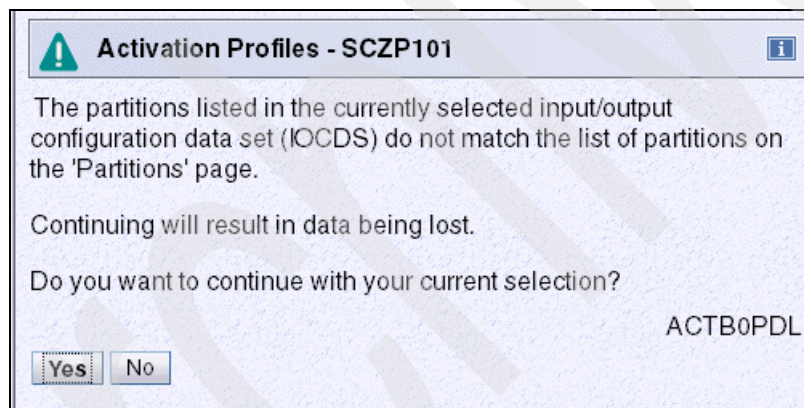 Activation Profiles - SCZP101
i
The partitions listed in the currently selected input/output
configuration data set (IOCDS) do not match the list of partitions on
the 'Partitions' page.
Continuing will result in data being lost.
Do you want to continue with your current selection?
ACTB0PDL
Yes No